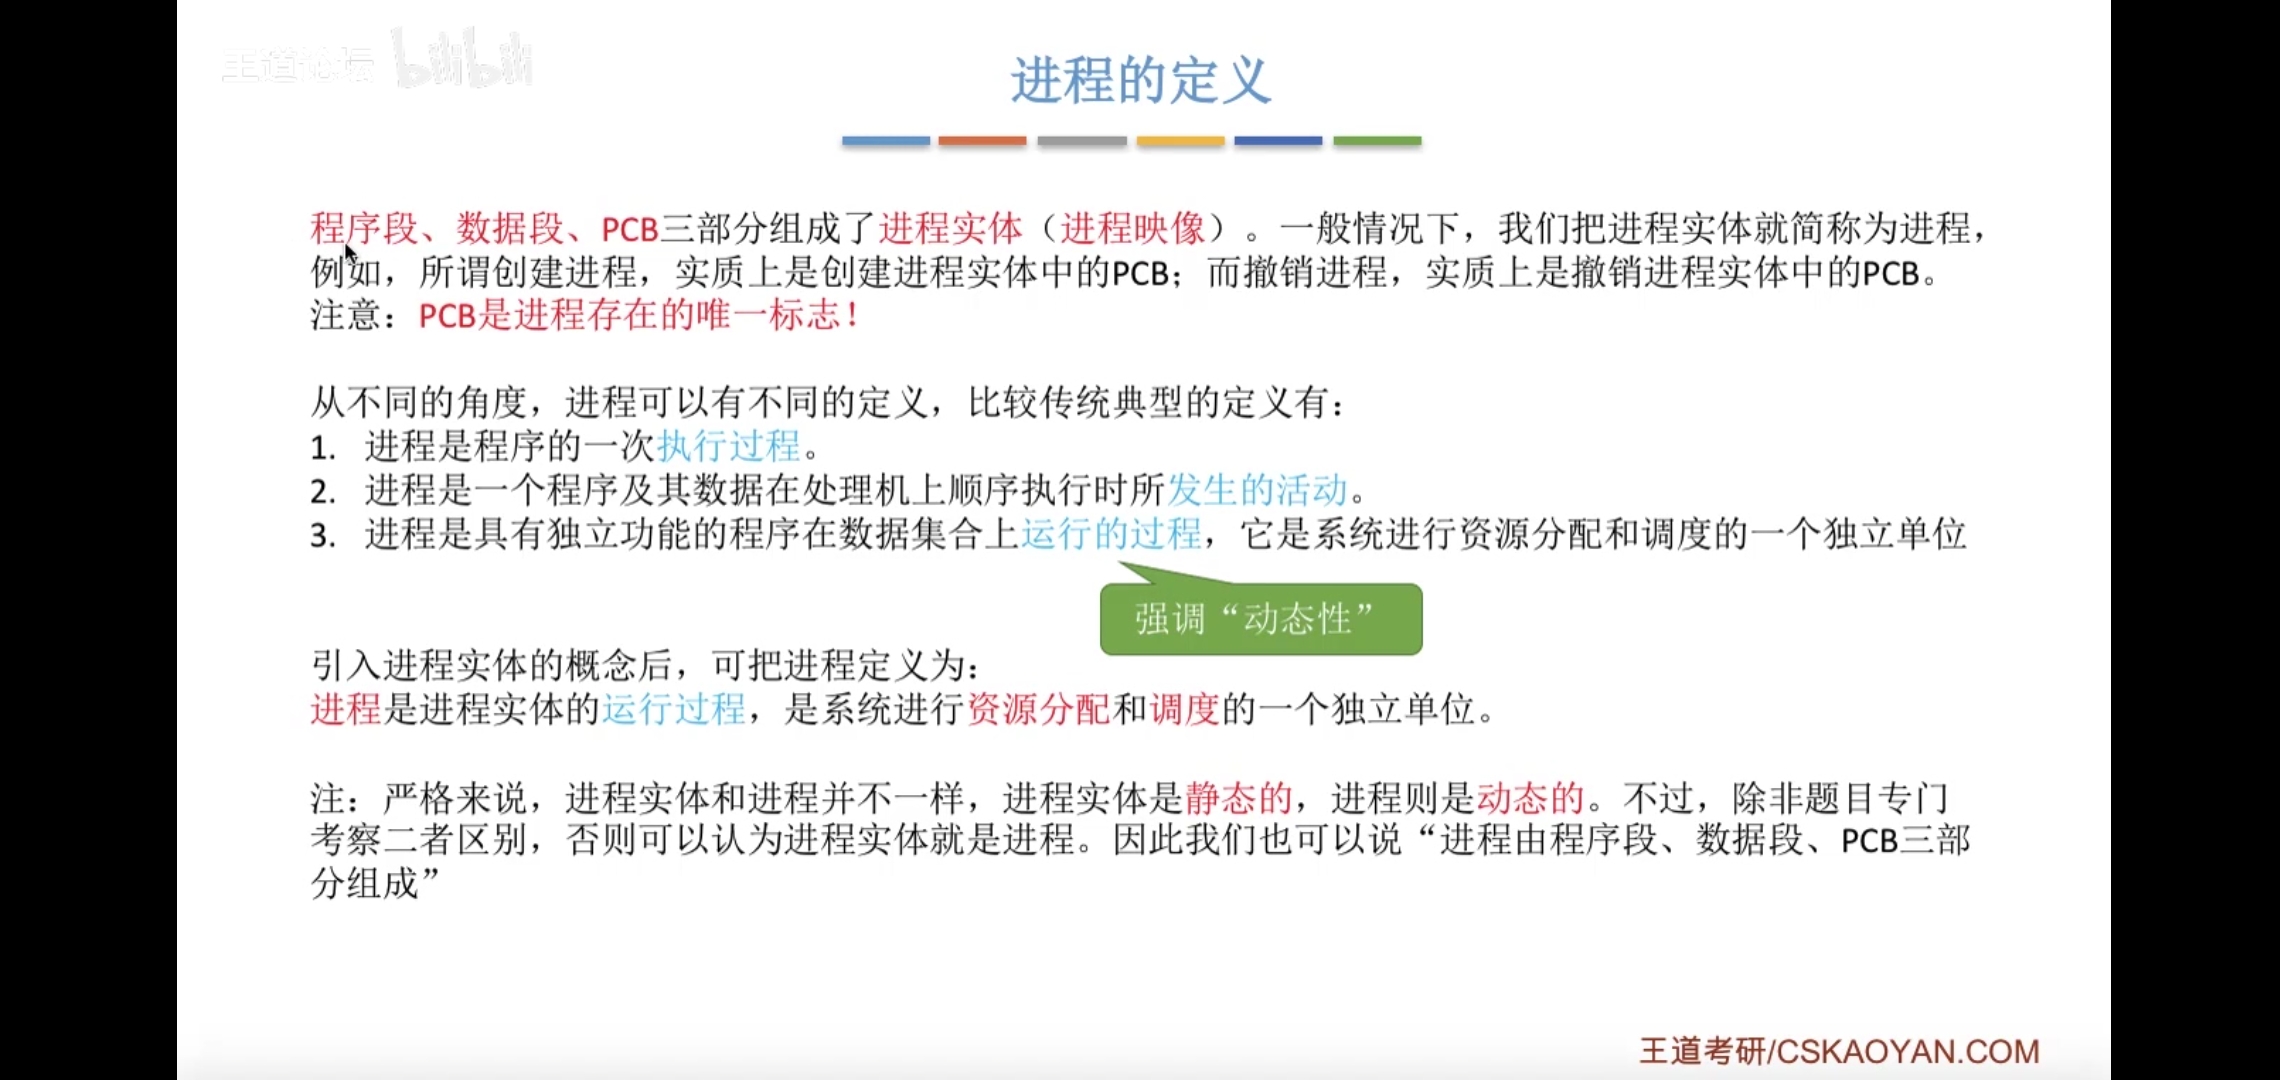 王道论坛 bilibili
进程的定义
程序段、数据段、PCB三部分组成了进程实体（进程映像）。一般情况下，我们把进程实体就简称为进程，
例如，所谓创建进程，实质上是创建进程实体中的PCB；而撤销进程，实质上是撤销进程实体中的PCB。
注意：PCB是进程存在的唯一标志！
从不同的角度，进程可以有不同的定义，比较传统典型的定义有：
1. 进程是程序的一次执行过程。
2. 进程是一个程序及其数据在处理机上顺序执行时所发生的活动。
3. 进程是具有独立功能的程序在数据集合上运行的过程，它是系统进行资源分配和调度的一个独立单位
强调“动态性”
引入进程实体的概念后，可把进程定义为：
进程是进程实体的运行过程，是系统进行资源分配和调度的一个独立单位。
注：严格来说，进程实体和进程并不一样，进程实体是静态的，进程则是动态的。不过，除非题目专门
考察二者区别，否则可以认为进程实体就是进程。因此我们也可以说“进程由程序段、数据段、PCB三部
分组成”
王道考研/CSKAOYAN.COM